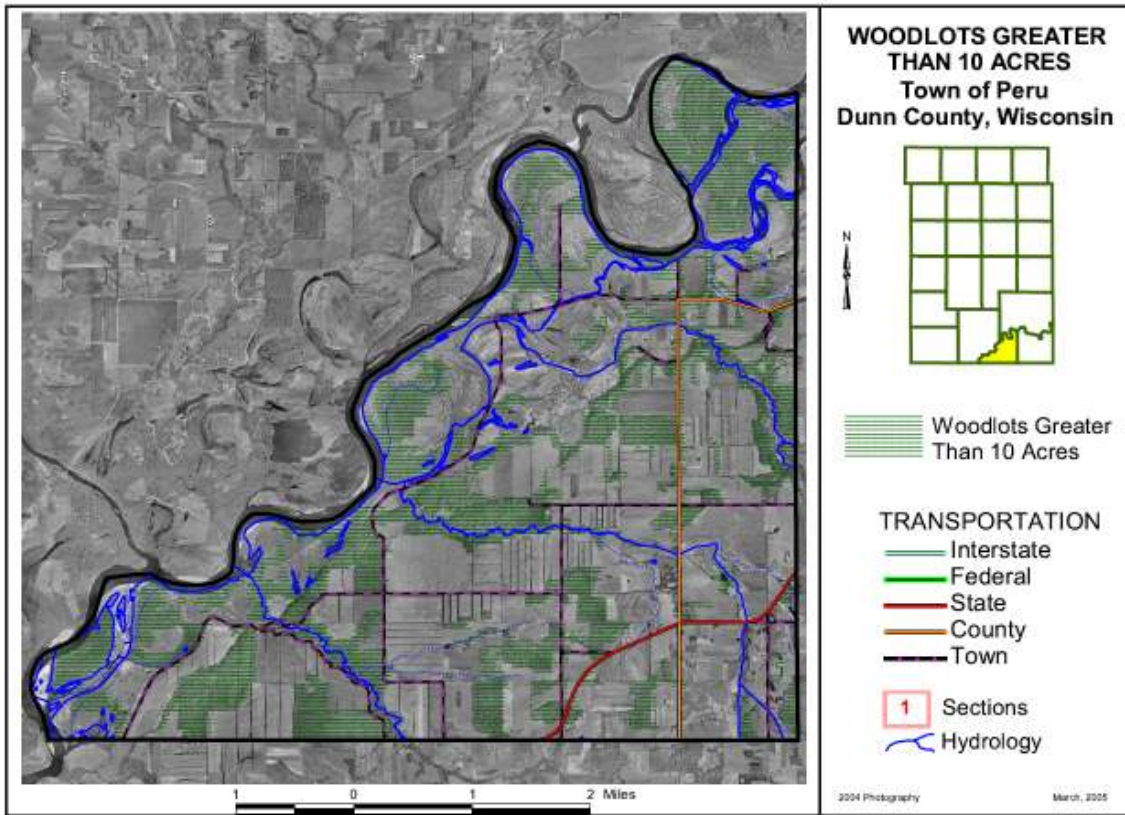 WOODLOTS GREATER
THAN 10 ACRES
Town of Peru
Dunn County, Wisconsin
N
Woodlots Greater
Than 10 Acres
TRANSPORTATION
Interstate
Federal
State
County
Town
1 Sections
Hydrology
1 0 1 2 Miles
2004 Photography March, 2005